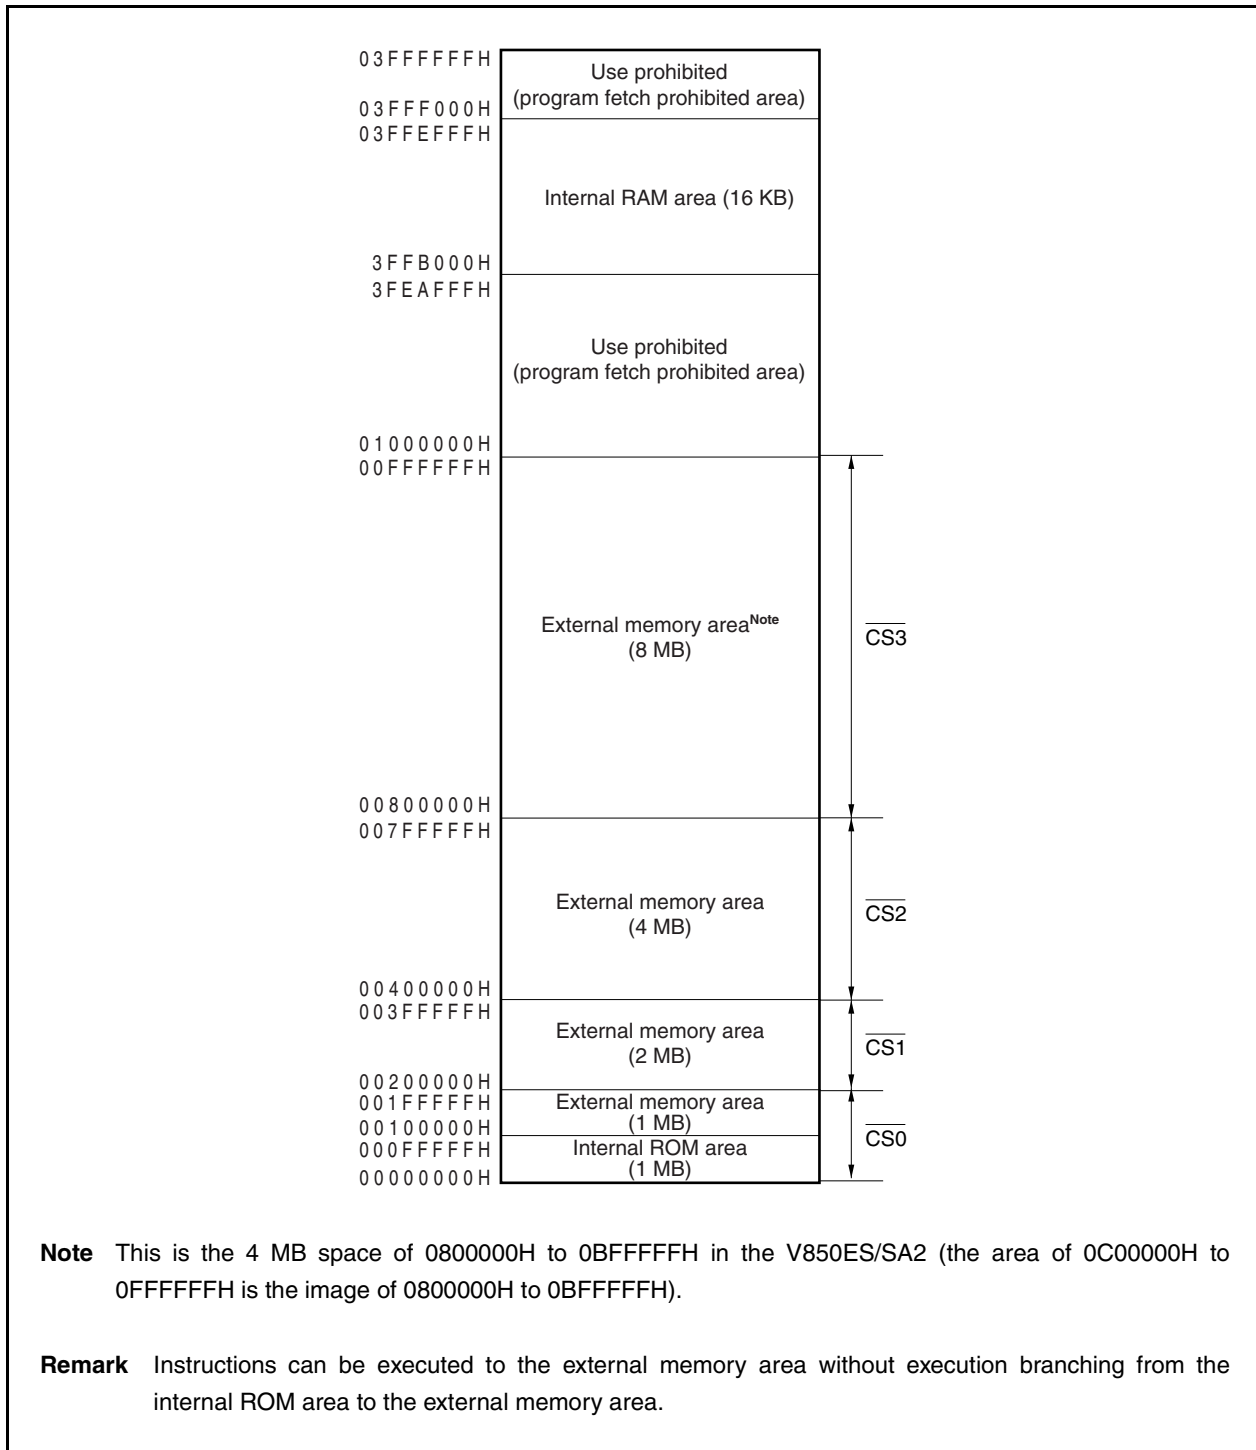 03FFFFFFH
Use prohibited
(program fetch prohibited area)
03FFF000H
03FFEFFFH
Internal RAM area (16 KB)
3FFB000H
3FEAFFFH
Use prohibited
(program fetch prohibited area)
01000000H
00FFFFFFH
External memory areaNote
(8 MB)
CS3
00800000H
007FFFFFH
External memory area
(4 MB)
CS2
00400000H
003FFFFFH
External memory area
(2 MB)
CS1
00200000H
001FFFFFH
External memory area
(1 MB)
00100000H
CS0
000FFFFFH
Internal ROM area
(1 MB)
00000000H
Note This is the 4 MB space of 0800000H to 0BFFFFFH in the V850ES/SA2 (the area of 0C00000H to
0FFFFFFH is the image of 0800000H to 0BFFFFFH).
Remark Instructions can be executed to the external memory area without execution branching from the
internal ROM area to the external memory area.